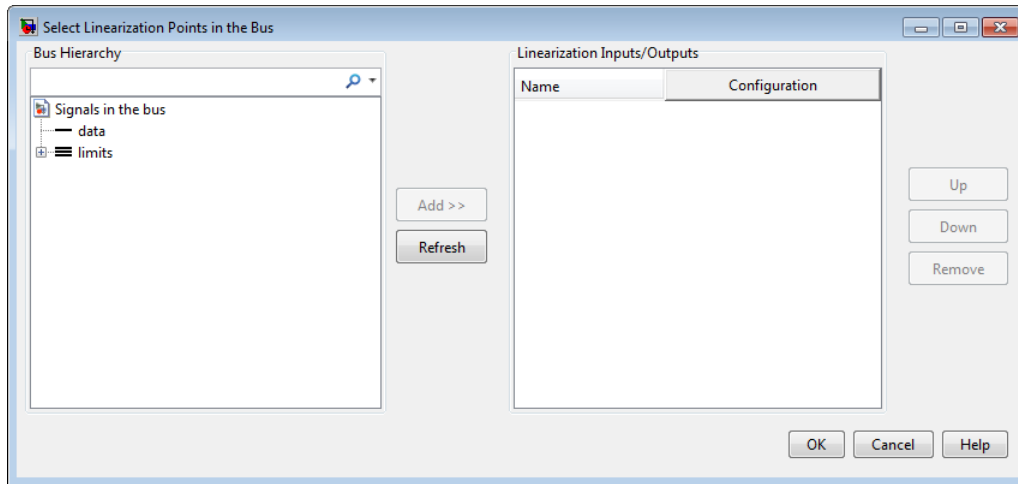 Select Linearization Points in the Bus
Bus Hierarchy
Signals in the bus
data
limits
Add >>
Refresh
Linearization Inputs/Outputs
Name Configuration
Up
Down
Remove
OK Cancel Help